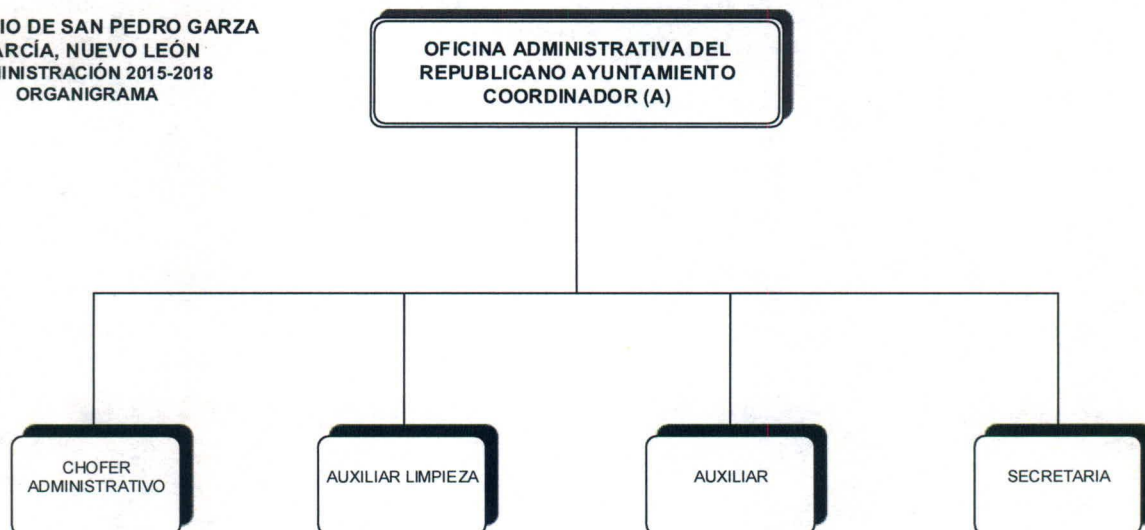 IO DE SAN PEDRO GARZA
ARCÍA, NUEVO LEÓN
MINISTRACIÓN 2015-2018
ORGANIGRAMA
OFICINA ADMINISTRATIVA DEL
REPUBLICANO AYUNTAMIENTO
COORDINADOR (A)
CHOFER
ADMINISTRATIVO
AUXILIAR LIMPIEZA
AUXILIAR
SECRETARIA